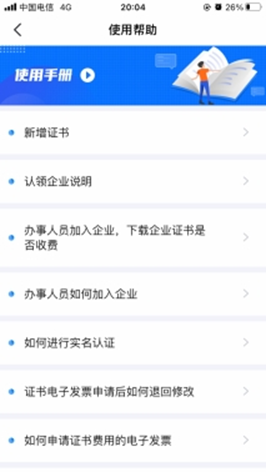 中国电信 4G 20:04 26%
使用帮助
使用手册
新增证书
认领企业说明
办事人员加入企业，下载企业证书是
否收费
办事人员如何加入企业
如何进行实名认证
证书电子发票申请后如何退回修改
如何申请证书费用的电子发票